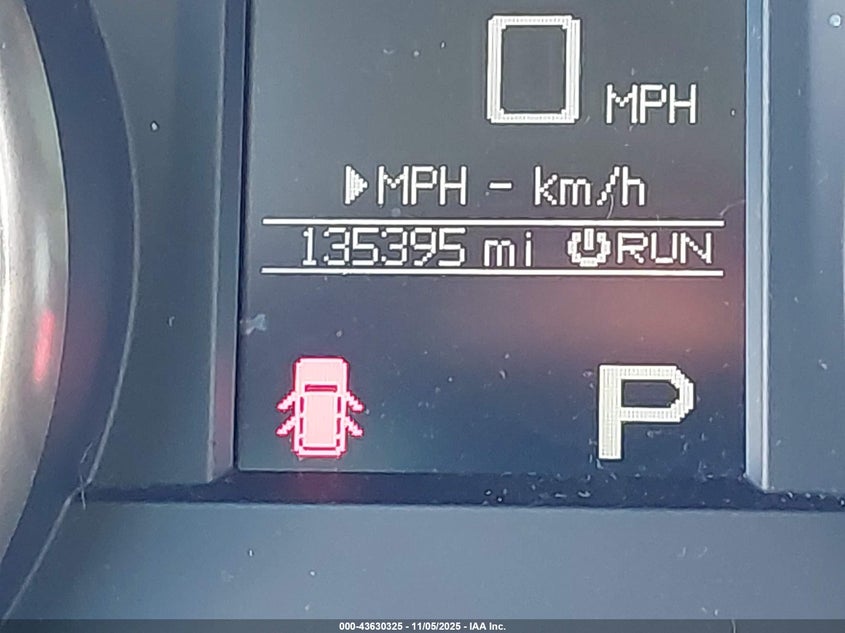 0 MPH
MPH - km/h
135395 mi RUN
P
000-43630325 - 11/05/2025 - IAA Inc.